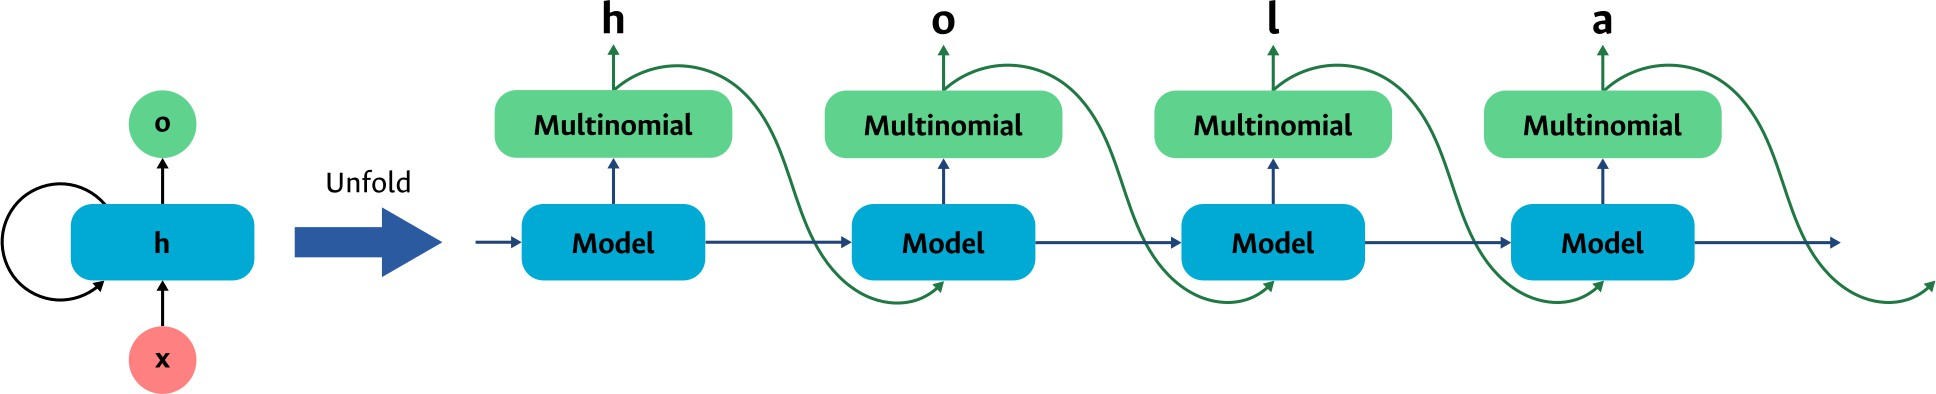 o
h
x
Unfold
h o l a
Multinomial Multinomial Multinomial Multinomial
Model Model Model Model